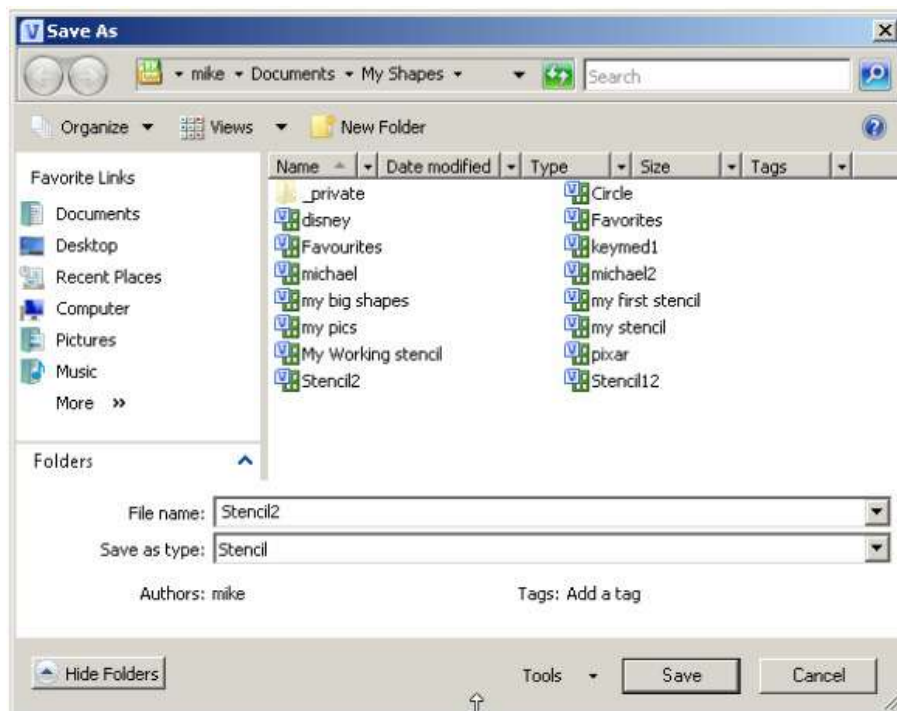 Save As
mike Documents My Shapes Search
Organize Views New Folder
Favorite Links
Documents
Desktop
Recent Places
Computer
Pictures
Music
More »
Folders
Name Date modified Type Size Tags
_private Circle
disney Favorites
Favourites keymed1
michael michael2
my big shapes my first stencil
my pics my stencil
My Working stencil pixar
Stencil2 Stencil12
File name: Stencil2
Save as type: Stencil
Authors: mike Tags: Add a tag
Hide Folders Tools Save Cancel